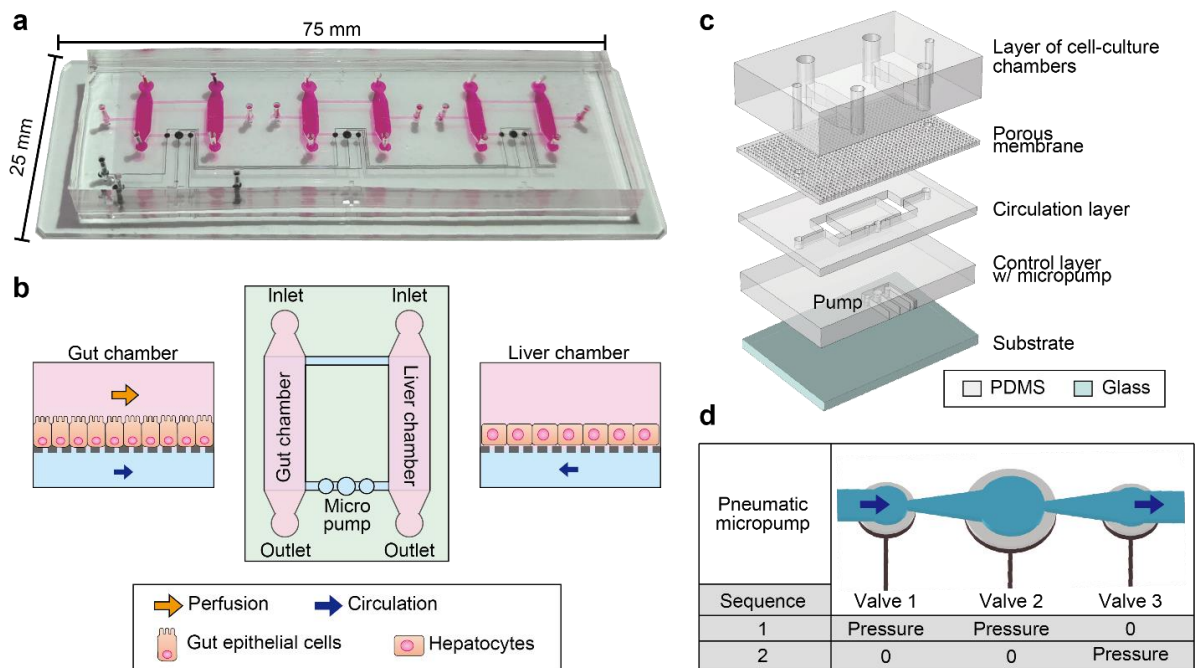 a
75 mm
25 mm
b
Gut chamber
Inlet
Inlet
Gut chamber
Liver chamber
Micro
pump
Outlet
Outlet
Liver chamber
Perfusion
Circulation
Gut epithelial cells
Hepatocytes
c
Layer of cell-culture
chambers
Porous
membrane
Circulation layer
Control layer
w/ micropump
Pump
Substrate
PDMS
Glass
d
Pneumatic
micropump
Sequence Valve 1 Valve 2 Valve 3
1 Pressure Pressure 0
2 0 0 Pressure